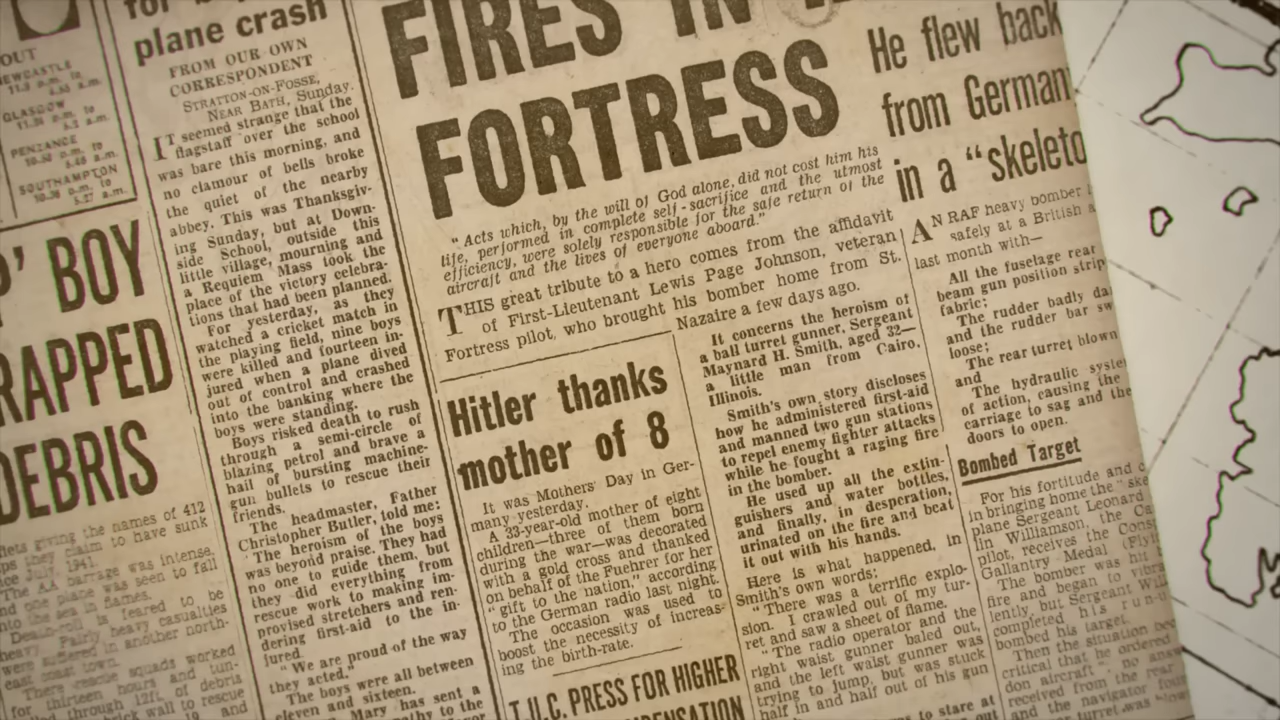 OUT
NEWCASTLE
GLASGOW
PENZANCE
SOUTHAMPTON
BOY
DEBRIS
giving the names of 412
they claim to have sunk
July 1941.
The AA barrage was intense,
and one plane was seen to fall
into the sea in flames.
feared to be
heavy. Fairly heavy casualties
were suffered in another north-
east coast town.
There rescue squads worked
for thirteen hours and tun-
through 12ft. of debris
wall to rescue
and
plane crash
FROM OUR OWN
CORRESPONDENT
STRATTON-ON-FOSSE,
NEAR BATH, Sunday.
IT seemed strange that the
flagstaff over the school
was bare this morning, and
no clamour of bells broke
the quiet of the nearby
abbey. This was Thanksgiv-
ing Sunday, but at Down-
side School, outside this
little village, mourning and
a Requiem Mass took the
place of the victory celebra-
tions that had been planned.
For yesterday, as they
watched a cricket match in
the playing field, nine boys
were killed and fourteen in-
jured when a plane dived
out of control and crashed
into the banking where the
boys were standing.
Boys risked death to rush
through a semi-circle of
blazing petrol and brave a
hail of bursting machine-
gun bullets to rescue their
friends.
The headmaster, Father
Christopher Butler, told me:
"The heroism of the boys
was beyond praise. They had
no one to guide them, but
they did everything from
rescue work to making im-
provised stretchers and ren-
dering first-aid to the in-
jured.
"We are proud of the way
they acted."
The boys were all between
eleven and sixteen.
Mary has sent a
to the
FIRES IN
FORTRESS
"Acts which, by the will of God alone, did not cost him his
life, performed in complete self-sacrifice and the utmost
efficiency, were solely responsible for the safe return of the
aircraft and the lives of everyone aboard."
THIS great tribute to a hero comes from the affidavit
of First-Lieutenant Lewis Page Johnson, veteran
Fortress pilot, who brought his bomber home from St.
Nazaire a few days ago.
Hitler thanks
mother of 8
It was Mothers' Day in Ger-
many yesterday.
A 33-year-old mother of eight
children—three of them born
during the war—was decorated
with a gold cross and thanked
on behalf of the Fuehrer for her
"gift to the nation," according
to the German radio last night.
The occasion was used to
boost the necessity of increas-
ing the birth-rate.
T.U.C. PRESS FOR HIGHER
It concerns the heroism of
a ball turret gunner, Sergeant
Maynard H. Smith, aged 32—
a little man from Cairo,
Illinois.
Smith's own story discloses
how he administered first-aid
and manned two gun stations
to repel enemy fighter attacks
while he fought a raging fire
in the bomber.
He used up all the extin-
guishers and water bottles,
and finally, in desperation,
urinated on the fire and beat
it out with his hands.
Here is what happened, in
Smith's own words:
"There was a terrific explo-
sion. I crawled out of my tur-
ret and saw a sheet of flame.
"The radio operator and the
right waist gunner baled out,
and the left waist gunner was
trying to jump, but was stuck
half in and half out of his gun
to stare at
He flew back
from German
in a "skeleto
AN RAF heavy bomber
safely at a British
last month with—
All the fuselage rear
beam gun position strip
fabric;
The rudder badly da
and the rudder bar sw
loose;
The rear turret blown
and
The hydraulic syste
of action, causing the
carriage to sag and the
doors to open.
Bombed Target
For his fortitude and
in bringing home the "ske
plane Sergeant Leonard
lin Williamson, the Ca
pilot, receives the Cons
Gallantry Medal (Flyi
The bomber was hit
fire and began to vibra
lently, but Sergeant Will
completed his run-u
bombed his target.
Then the situation bec
critical that he ordered
don aircraft"; no answ
received from the rear
and the navigator
turret was